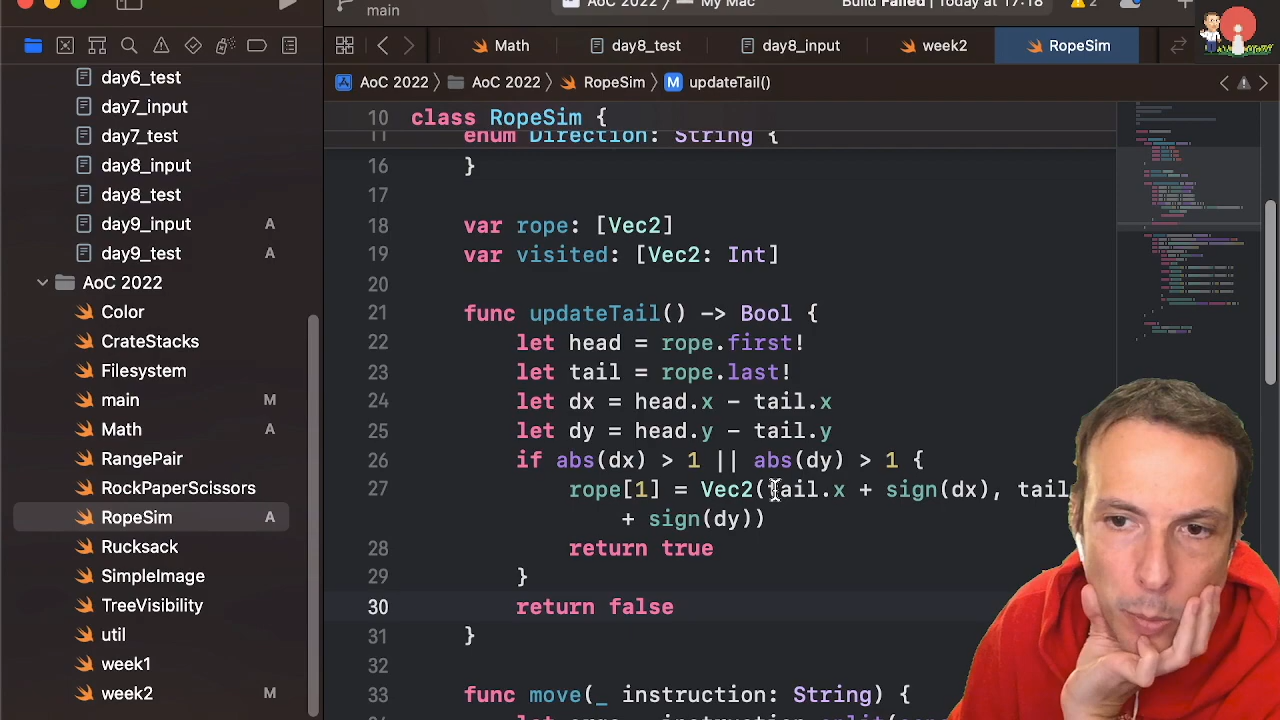 main
AoC 2022 › My Mac
Build Failed | Today at 17:18
2
Math
day8_test
day8_input
week2
RopeSim
AoC 2022 › AoC 2022 › RopeSim › M updateTail()
day6_test
day7_input
day7_test
day8_input
day8_test
day9_input A
day9_test A
AoC 2022
Color
CrateStacks
Filesystem
main M
Math A
RangePair
RockPaperScissors
RopeSim A
Rucksack
SimpleImage
TreeVisibility
util
week1
week2 M
10 class RopeSim {
11 enum Direction: String {
16 }
17
18 var rope: [Vec2]
19 var visited: [Vec2: Int]
20
21 func updateTail() -> Bool {
22 let head = rope.first!
23 let tail = rope.last!
24 let dx = head.x - tail.x
25 let dy = head.y - tail.y
26 if abs(dx) > 1 || abs(dy) > 1 {
27 rope[1] = Vec2(tail.x + sign(dx), tail
+ sign(dy))
28 return true
29 }
30 return false
31 }
32
33 func move(_ instruction: String) {